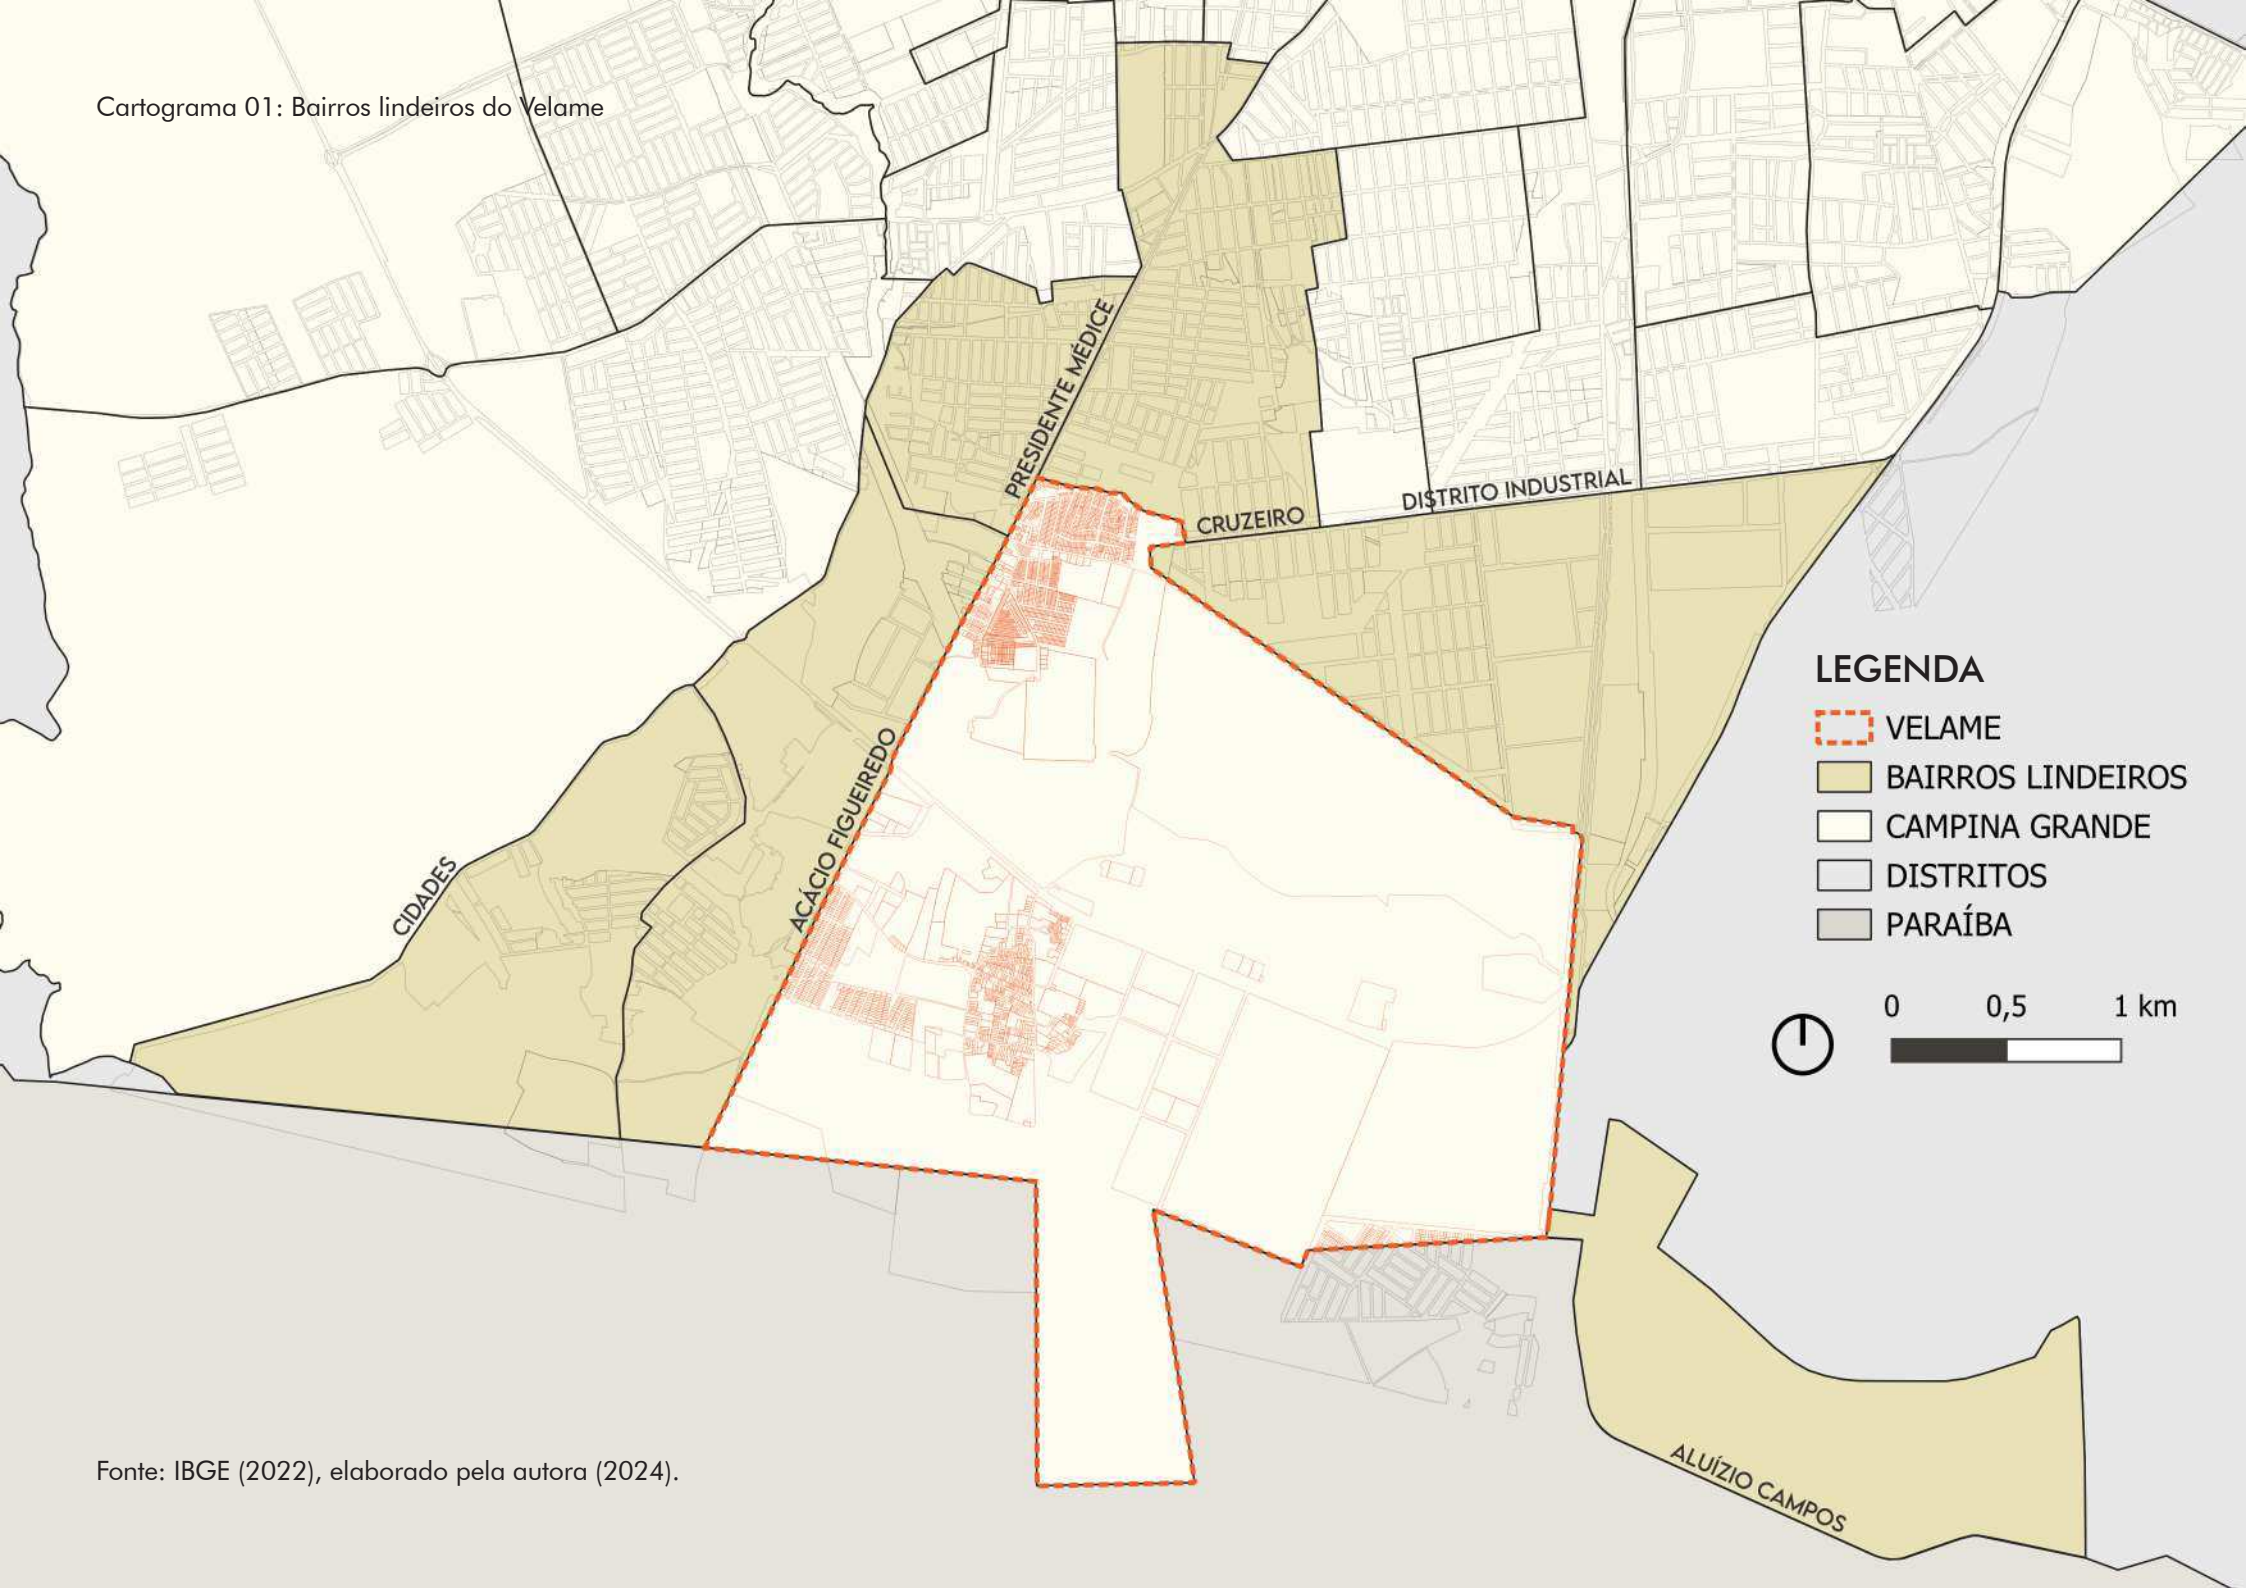 Cartograma 01: Bairros lindeiros do Velame
PRESIDENTE MÉDICE
CRUZEIRO
DISTRITO INDUSTRIAL
ACÁCIO FIGUEIREDO
CIDADES
LEGENDA
VELAME
BAIRROS LINDEIROS
CAMPINA GRANDE
DISTRITOS
PARAÍBA
0 0,5 1 km
ALUÍZIO CAMPOS
Fonte: IBGE (2022), elaborado pela autora (2024).